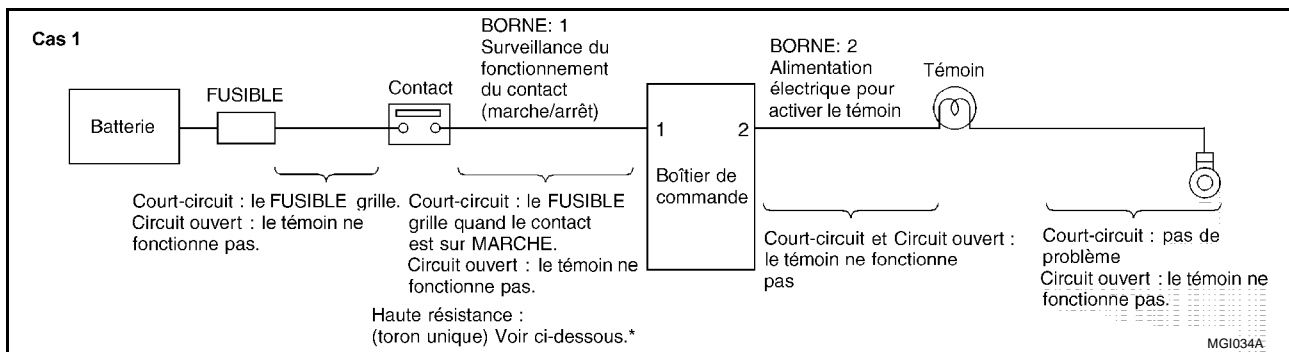 Cas 1
BORNE: 1
Surveillance du
fonctionnement
du contact
(marche/arrêt)
BORNE: 2
Alimentation
électrique pour
activer le témoin
Témoin
FUSIBLE
Contact
Batterie
1
2
Boîtier de
commande
Court-circuit : le FUSIBLE grille.
Circuit ouvert : le témoin ne
fonctionne pas.
Court-circuit : le FUSIBLE
grille quand le contact
est sur MARCHE.
Circuit ouvert : le témoin ne
fonctionne pas.
Haute résistance :
(toron unique) Voir ci-dessous.*
Court-circuit et Circuit ouvert :
le témoin ne fonctionne
pas
Court-circuit : pas de
problème
Circuit ouvert : le témoin ne
fonctionne pas.
MGI034A